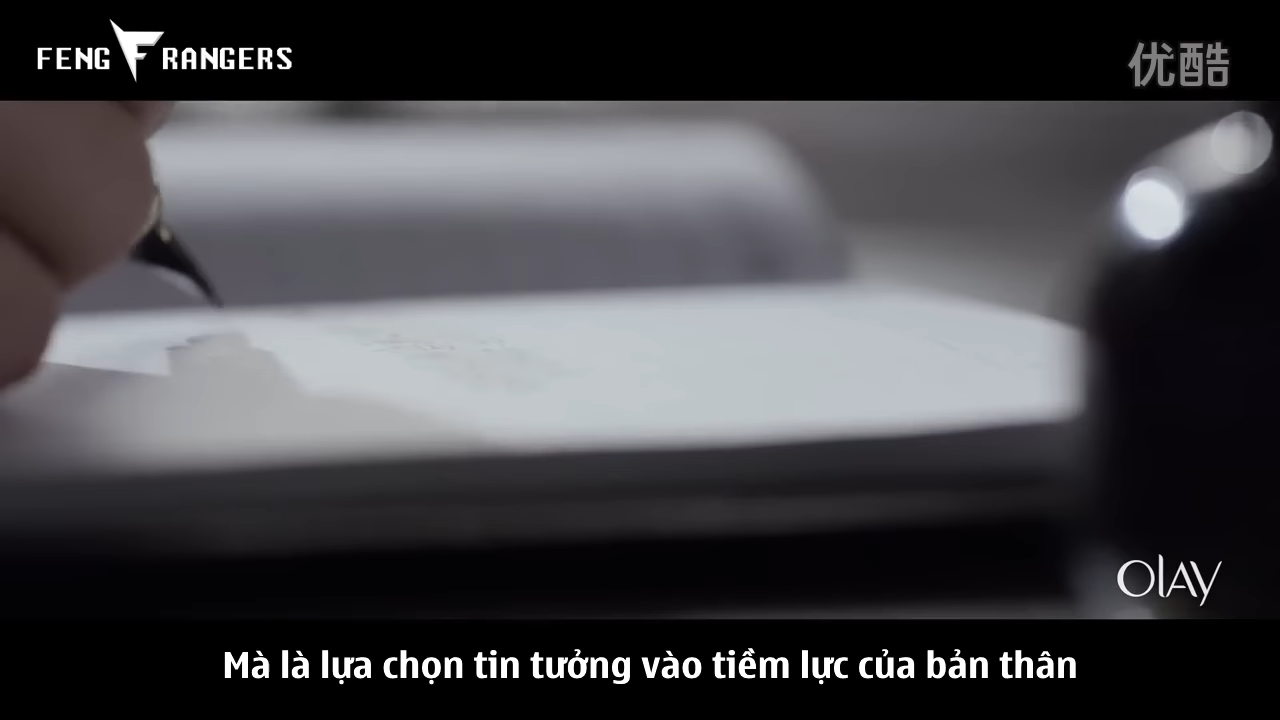 FENG F RANGERS
优酷
OLAY
Mà là lựa chọn tin tưởng vào tiềm lực của bản thân